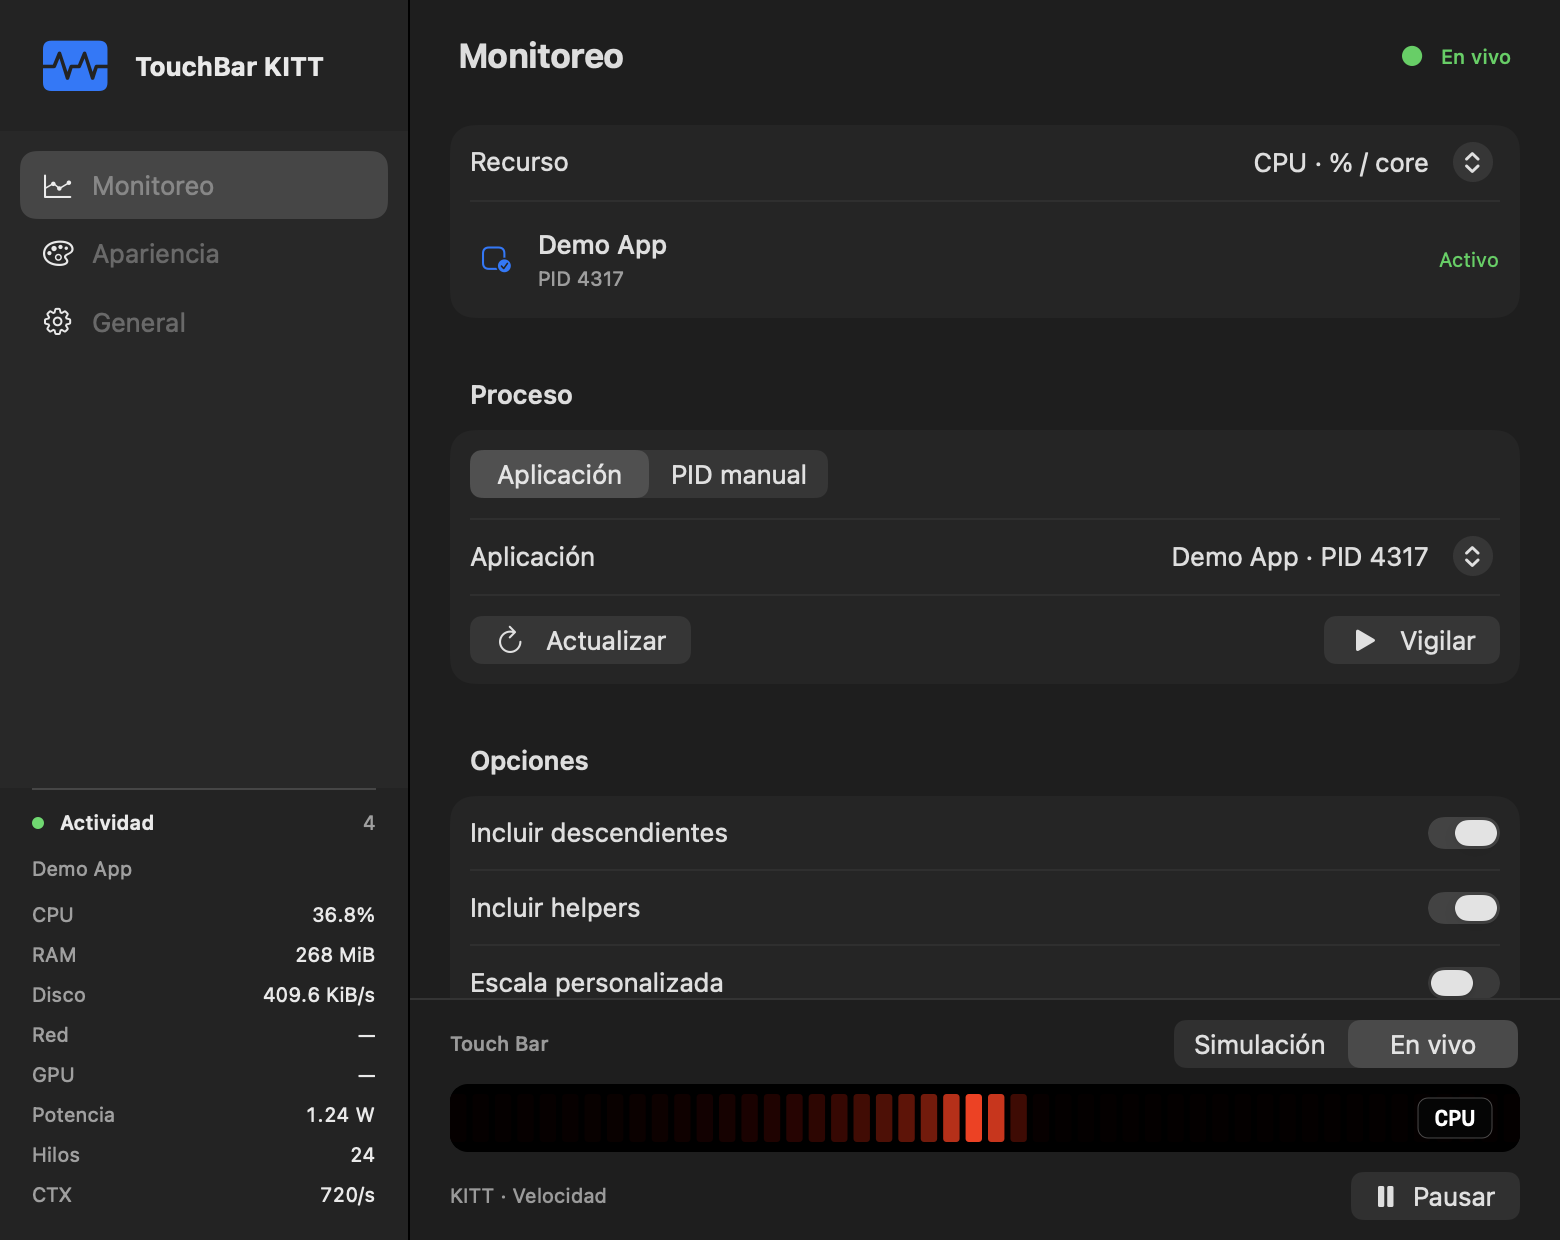 TouchBar KITT
Monitoreo
Apariencia
General
Actividad 4
Demo App
CPU 36.8%
RAM 268 MiB
Disco 409.6 KiB/s
Red —
GPU —
Potencia 1.24 W
Hilos 24
CTX 720/s
Monitoreo En vivo
Recurso CPU · % / core
Demo App
PID 4317
Activo
Proceso
Aplicación PID manual
Aplicación Demo App · PID 4317
Actualizar Vigilar
Opciones
Incluir descendientes
Incluir helpers
Escala personalizada
Touch Bar Simulación En vivo
CPU
KITT · Velocidad Pausar